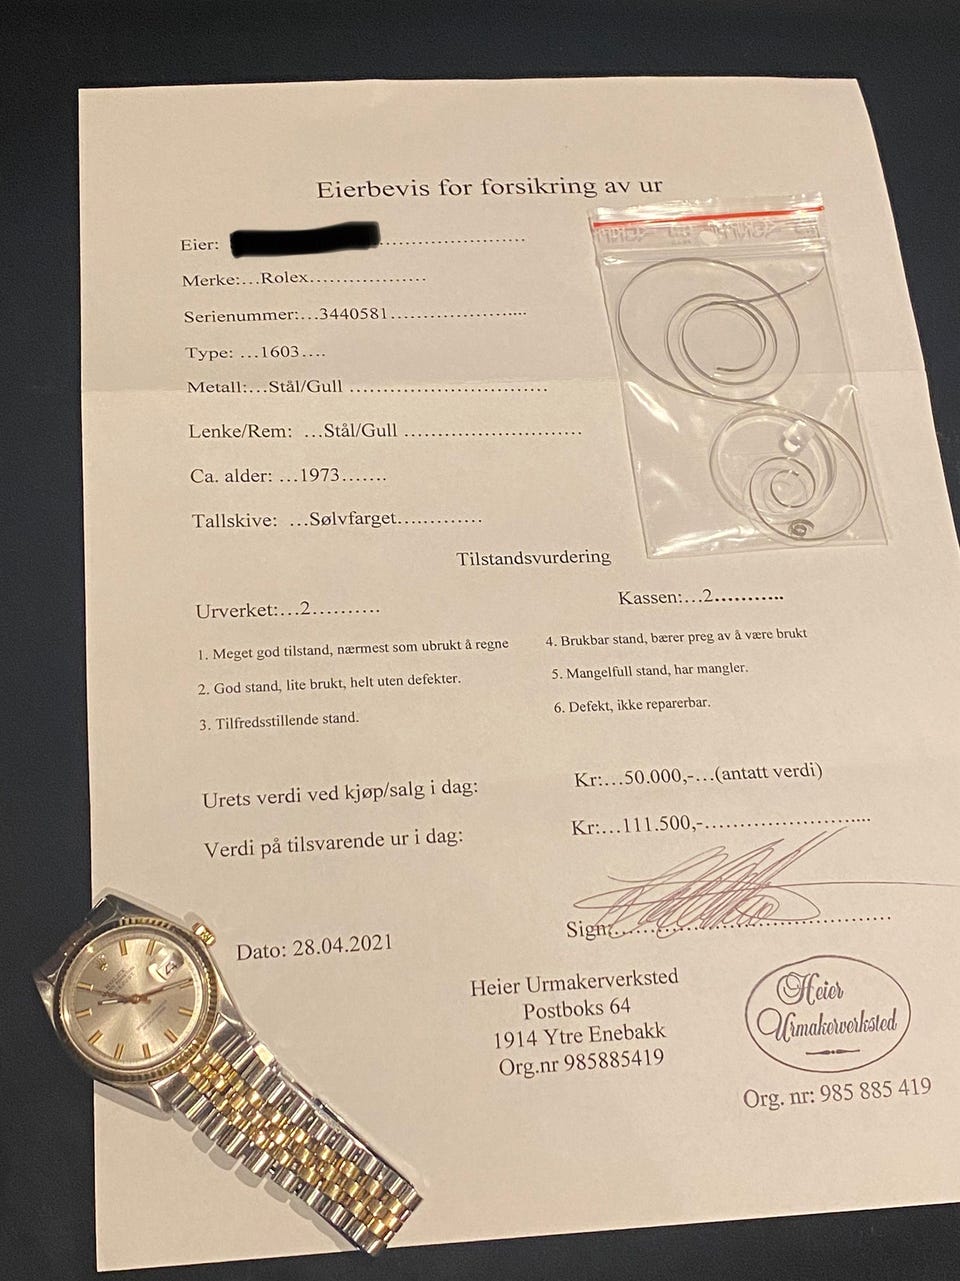 Eierbevis for forsikring av ur
Eier: ........................
Merke:...Rolex..................
Serienummer:...3440581.......................
Type: ...1603....
Metall:...Stål/Gull .................................
Lenke/Rem: ...Stål/Gull .............................
Ca. alder: ...1973.......
Tallskive: ...Sølvfarget.............
Tilstandsvurdering
Urverket:...2..........
Kassen:...2...........
1. Meget god tilstand, nærmest som ubrukt å regne
2. God stand, lite brukt, helt uten defekter.
3. Tilfredsstillende stand.
4. Brukbar stand, bærer preg av å være brukt
5. Mangelfull stand, har mangler.
6. Defekt, ikke reparerbar.
Urets verdi ved kjøp/salg i dag:
Kr:...50.000,-...(antatt verdi)
Verdi på tilsvarende ur i dag:
Kr:...111.500,-...........................
Sign:..........................................
Dato: 28.04.2021
Heier Urmakerverksted
Postboks 64
1914 Ytre Enebakk
Org.nr 985885419
Heier
Urmakerverksted
Org. nr: 985 885 419